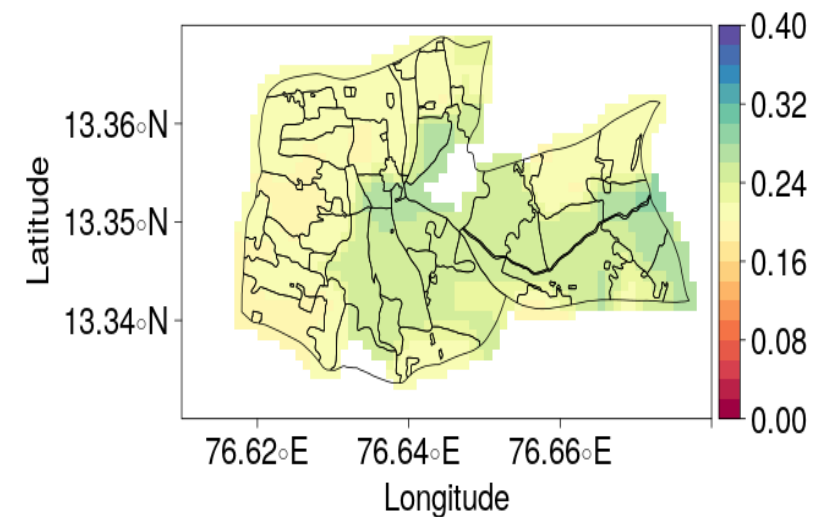 Latitude
13.36◦N
13.35◦N
13.34◦N
76.62◦E
76.64◦E
76.66◦E
Longitude
0.40
0.32
0.24
0.16
0.08
0.00